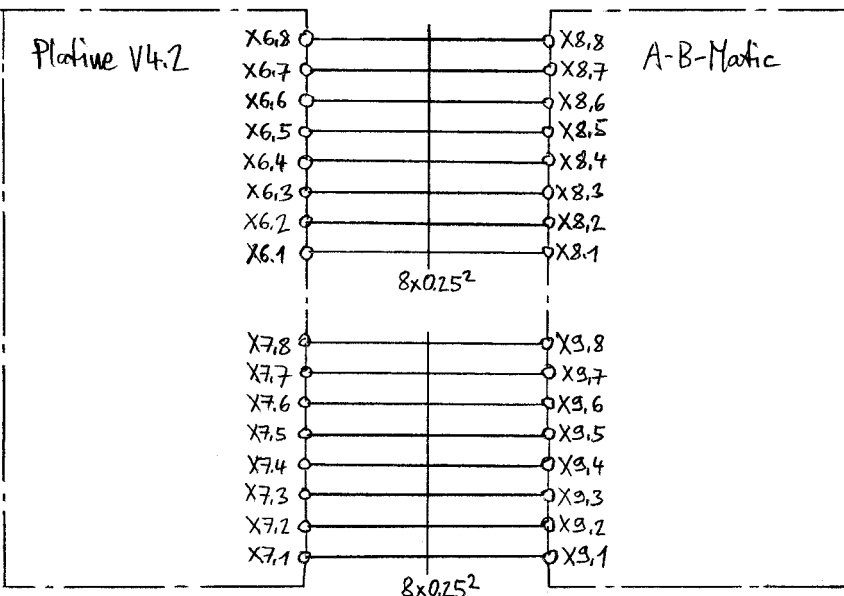 Platine V4.2
A-B-Matic
X6,8 X8,8
X6,7 X8,7
X6,6 X8,6
X6,5 X8,5
X6,4 X8,4
X6,3 X8,3
X6,2 X8,2
X6.1 X8.1
8x0.25²
X7,8 X9,8
X7,7 X9,7
X7.6 X9,6
X7,5 X9,5
X7.4 X9,4
X7,3 X9,3
X7,2 X9,2
X7,1 X9,1
8x0.25²